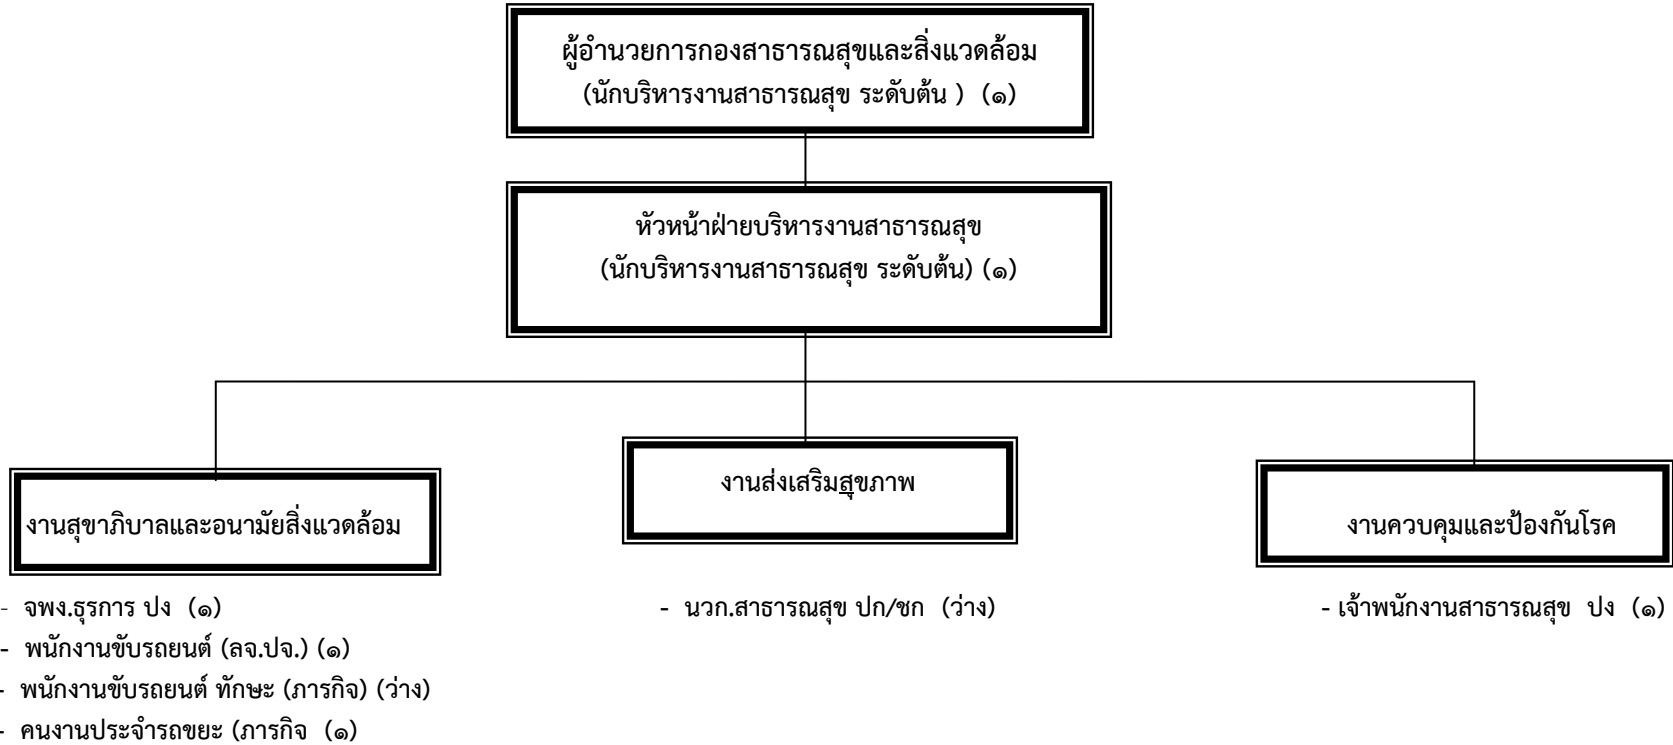 ผู้อำนวยการกองสาธารณสุขและสิ่งแวดล้อม
(นักบริหารงานสาธารณสุข ระดับต้น ) (๑)
หัวหน้าฝ่ายบริหารงานสาธารณสุข
(นักบริหารงานสาธารณสุข ระดับต้น) (๑)
งานสุขาภิบาลและอนามัยสิ่งแวดล้อม
งานส่งเสริมสุขภาพ
งานควบคุมและป้องกันโรค
- จพง.ธุรการ ปง (๑)
- พนักงานขับรถยนต์ (ลจ.ปจ.) (๑)
- พนักงานขับรถยนต์ ทักษะ (ภารกิจ) (ว่าง)
- คนงานประจำรถขยะ (ภารกิจ (๑)
- นวก.สาธารณสุข ปก/ชก (ว่าง)
- เจ้าพนักงานสาธารณสุข ปง (๑)